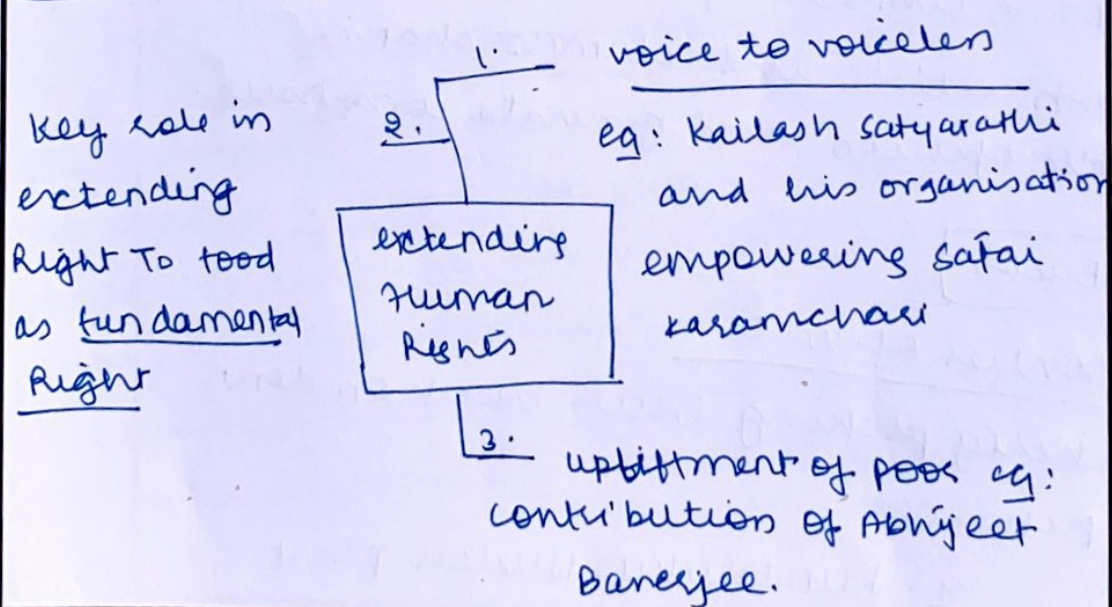 1. voice to voiceless
eg: Kailash Satyarathi
and his organisation
empowering Safai
Karamchari
2.
Key role in
extending
Right To food
as fundamental
Right
extending
Human
Rights
3.
upliftment of poor eg:
contribution of Abhijeet
Banerjee.